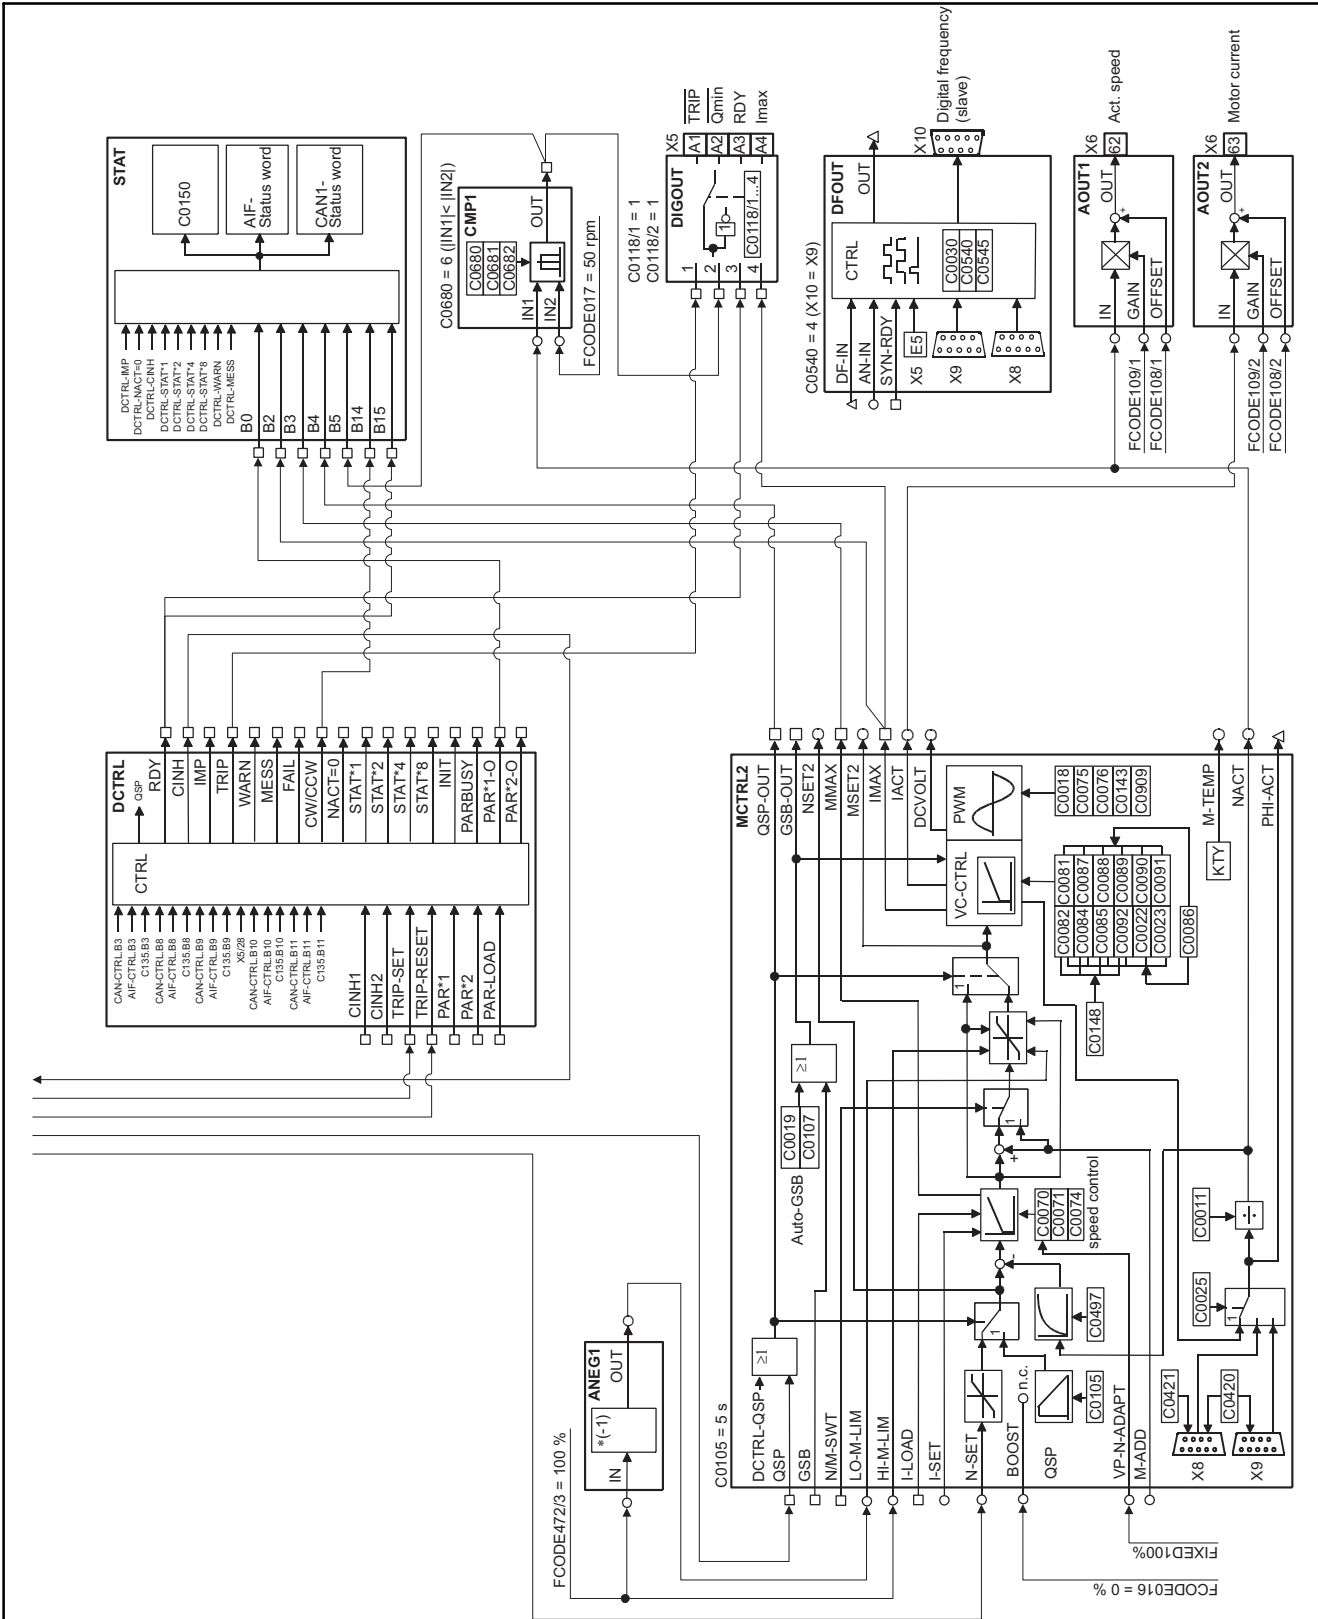 STAT
C0150
AIF-
Status word
CAN1-
Status word
DCTRL-IMP
DCTRL-NACT=0
DCTRL-CINH
DCTRL-STAT*1
DCTRL-STAT*2
DCTRL-STAT*4
DCTRL-STAT*8
DCTRL-WARN
DCTRL-MESS
B0
B2
B3
B4
B5
B14
B15
C0680 = 6 (|IN1|< |IN2|)
CMP1
C0680
C0681
C0682
IN1
IN2
OUT
FCODE017 = 50 rpm
C0118/1 = 1
C0118/2 = 1
DIGOUT
X5
A1
A2
A3
A4
TRIP
Qmin
RDY
Imax
1
2
3
4
1
C0118/1...4
C0540 = 4 (X10 = X9)
DFOUT
CTRL
OUT
X10
Digital frequency
(slave)
C0030
C0540
C0545
DF-IN
AN-IN
SYN-RDY
X5
E5
X9
X8
AOUT1
X6
62
Act. speed
OUT
+
IN
GAIN
OFFSET
FCODE109/1
FCODE108/1
AOUT2
X6
63
Motor current
OUT
+
IN
GAIN
OFFSET
FCODE109/2
FCODE108/2
DCTRL
QSP
CTRL
RDY
CINH
IMP
TRIP
WARN
MESS
FAIL
CW/CCW
NACT=0
STAT*1
STAT*2
STAT*4
STAT*8
INIT
PARBUSY
PAR*1-O
PAR*2-O
CAN-CTRL.B3
AIF-CTRL.B3
C135.B3
CAN-CTRL.B8
AIF-CTRL.B8
C135.B8
CAN-CTRL.B9
AIF-CTRL.B9
C135.B9
X5/28
CAN-CTRL.B10
AIF-CTRL.B10
C135.B10
CAN-CTRL.B11
AIF-CTRL.B11
C135.B11
CINH1
CINH2
TRIP-SET
TRIP-RESET
PAR*1
PAR*2
PAR-LOAD
FCODE472/3 = 100 %
ANEG1
OUT
*(-1)
IN
C0105 = 5 s
MCTRL2
QSP-OUT
GSB-OUT
NSET2
MMAX
MSET2
IMAX
IACT
DCVOLT
M-TEMP
NACT
PHI-ACT
PWM
VC-CTRL
C0018
C0075
C0076
C0143
C0909
C0081
C0087
C0088
C0089
C0090
C0091
C0082
C0084
C0085
C0092
C0022
C0023
C0086
C0148
KTY
≥1
C0019
C0107
Auto-GSB
1
1
+
C0070
C0071
C0074
speed control
-
C0011
C0025
1
C0497
1
≥1
DCTRL-QSP
QSP
GSB
N/M-SWT
LO-M-LIM
HI-M-LIM
I-LOAD
I-SET
N-SET
BOOST
n.c.
QSP
C0105
VP-N-ADAPT
M-ADD
C0421
C0420
X8
X9
FIXED100%
FCODE016 = 0 %